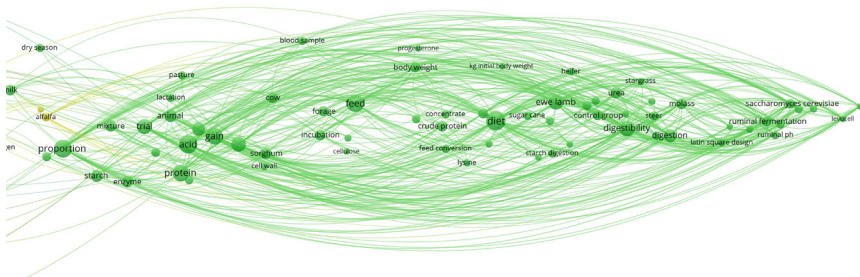 blood sample
dry season
progesterone
body weight
kg initial body weight
heifer
pasture
stargrass
milk
lactation
cow
urea
feed
forage
ewe lamb
molass
saccharomyces cerevisiae
alfalfa
animal
concentrate
sugar cane
control group
steer
levucell
mixture
trial
crude protein
diet
ruminal fermentation
gain
incubation
digestibility
digestion
ruminal ph
gen
proportion
acid
feed conversion
latin square design
sorghum
cellulose
starch digestion
cell wall
lysine
starch
enzyme
protein